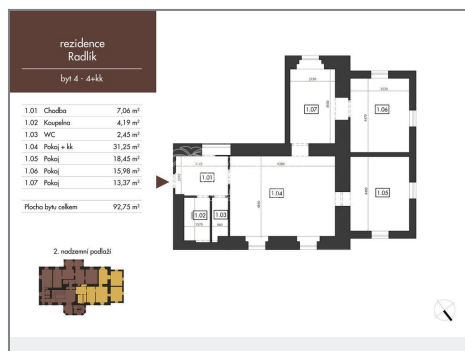 rezidence
Radlík
byt 4 - 4+kk
1.01 Chodba 7,06 m²
1.02 Koupelna 4,19 m²
1.03 WC 2,45 m²
1.04 Pokoj + kk 31,25 m²
1.05 Pokoj 18,45 m²
1.06 Pokoj 15,98 m²
1.07 Pokoj 13,37 m²
Plocha bytu celkem 92,75 m²
2. nadzemní podlaží
1.07
1.06
1.01
1.04
1.05
1.02
1.03